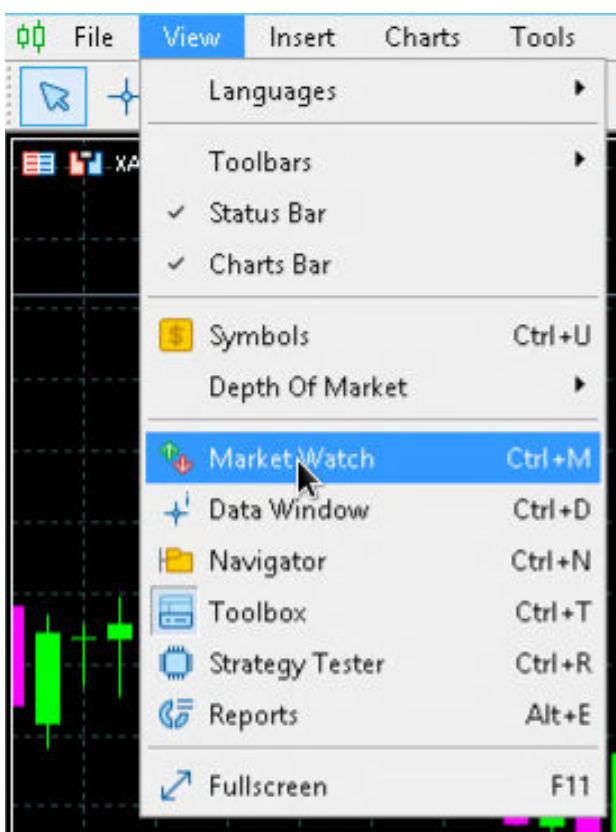 File View Insert Charts Tools
Languages
XA
Toolbars
Status Bar
Charts Bar
Symbols Ctrl+U
Depth Of Market
Market Watch Ctrl+M
Data Window Ctrl+D
Navigator Ctrl+N
Toolbox Ctrl+T
Strategy Tester Ctrl+R
Reports Alt+E
Fullscreen F11